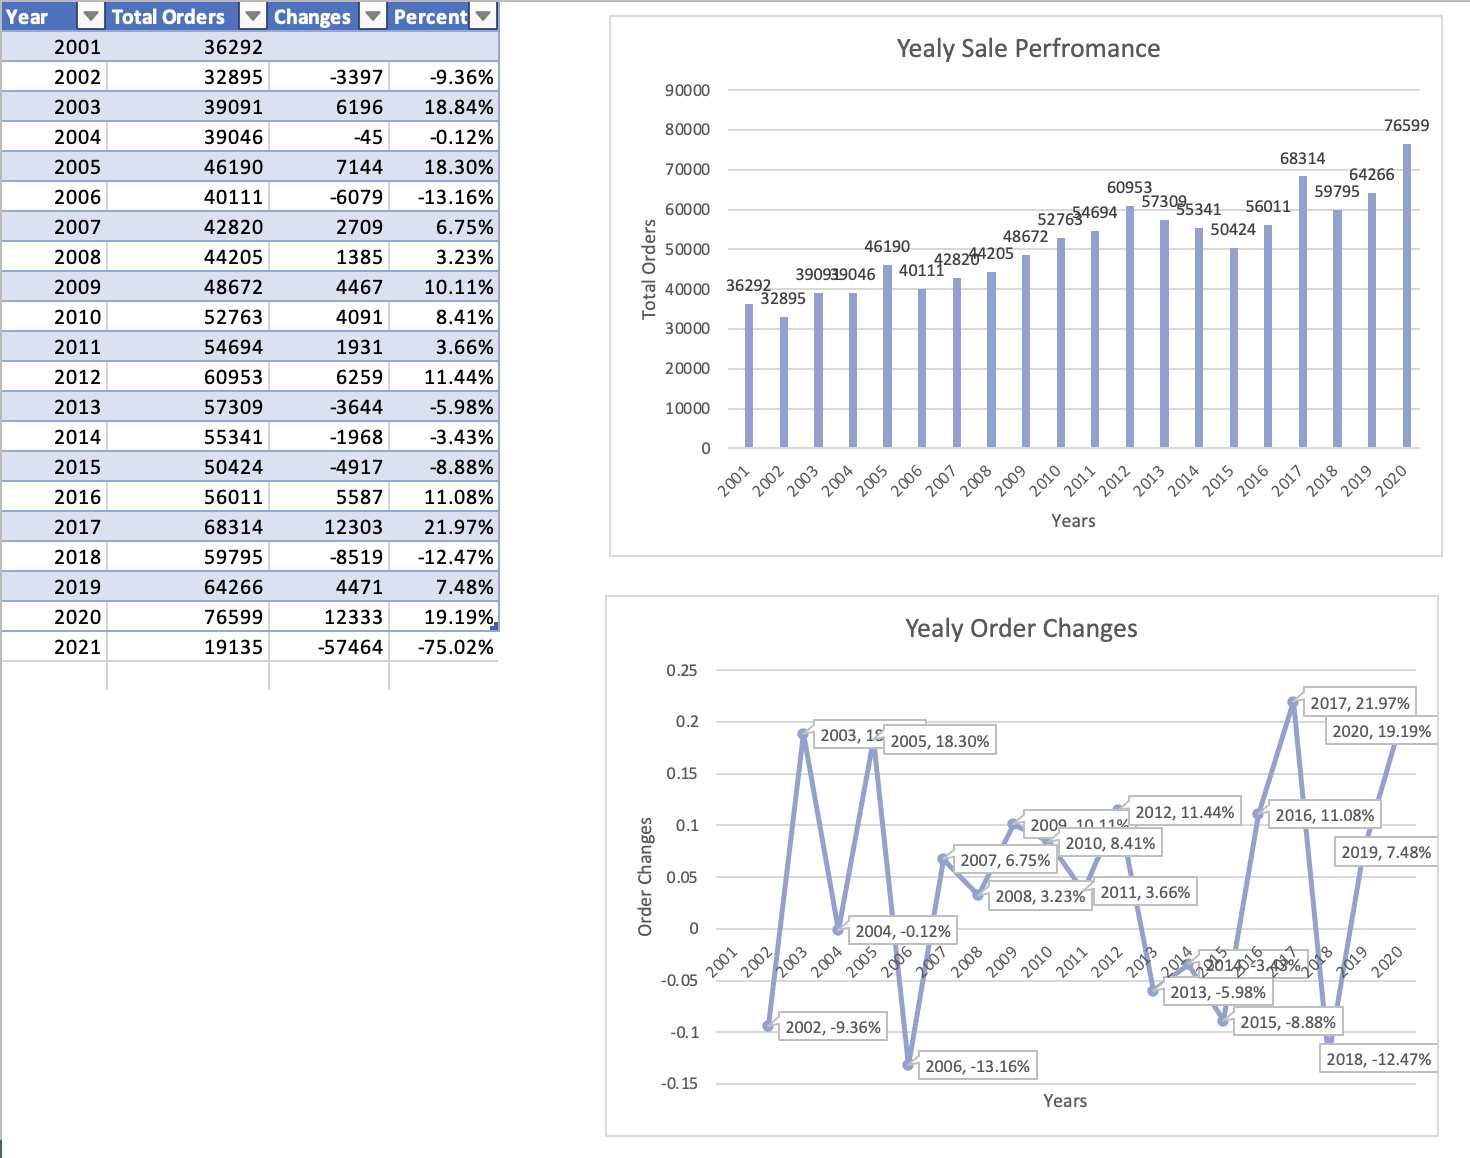 Year Total Orders Changes Percent
2001 36292
2002 32895 -3397 -9.36%
2003 39091 6196 18.84%
2004 39046 -45 -0.12%
2005 46190 7144 18.30%
2006 40111 -6079 -13.16%
2007 42820 2709 6.75%
2008 44205 1385 3.23%
2009 48672 4467 10.11%
2010 52763 4091 8.41%
2011 54694 1931 3.66%
2012 60953 6259 11.44%
2013 57309 -3644 -5.98%
2014 55341 -1968 -3.43%
2015 50424 -4917 -8.88%
2016 56011 5587 11.08%
2017 68314 12303 21.97%
2018 59795 -8519 -12.47%
2019 64266 4471 7.48%
2020 76599 12333 19.19%
2021 19135 -57464 -75.02%
Yealy Sale Perfromance
90000
80000
70000
60000
50000
40000
30000
20000
10000
0
Total Orders
36292
32895
39091
39046
46190
40111
42820
44205
48672
52763
54694
60953
57309
55341
50424
56011
68314
59795
64266
76599
2001 2002 2003 2004 2005 2006 2007 2008 2009 2010 2011 2012 2013 2014 2015 2016 2017 2018 2019 2020
Years
Yealy Order Changes
0.25
0.2
0.15
0.1
0.05
0
-0.05
-0.1
-0.15
Order Changes
2002, -9.36%
2003, 18
2004, -0.12%
2005, 18.30%
2006, -13.16%
2007, 6.75%
2008, 3.23%
2009, 10.11%
2010, 8.41%
2011, 3.66%
2012, 11.44%
2013, -5.98%
2014, -3.43%
2015, -8.88%
2016, 11.08%
2017, 21.97%
2018, -12.47%
2019, 7.48%
2020, 19.19%
2001 2002 2003 2004 2005 2006 2007 2008 2009 2010 2011 2012 2013 2014 2015 2016 2017 2018 2019 2020
Years